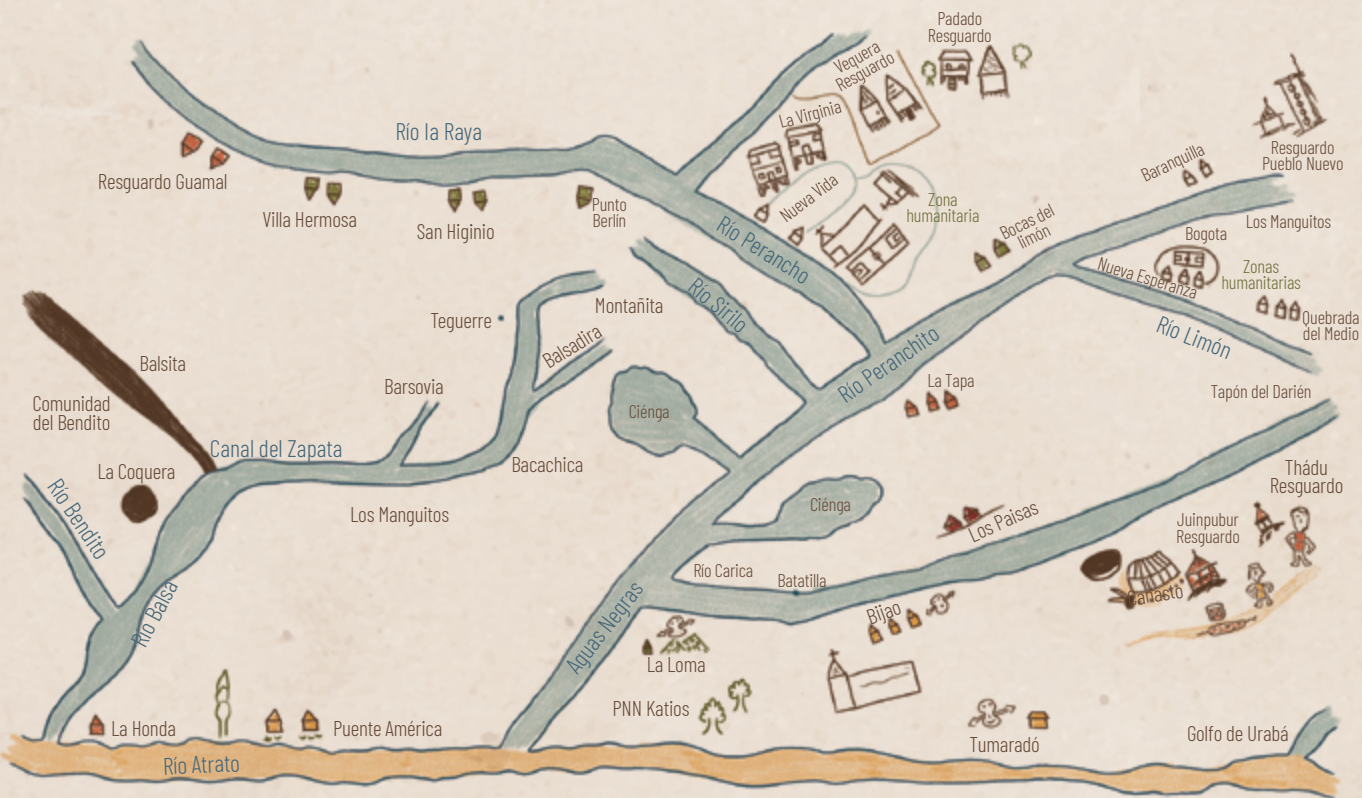 Padado
Resguardo
Vequera
Resguardo
La Virginia
Río la Raya
Resguardo Guamal
Villa Hermosa
San Higinio
Punto
Berlín
Nueva Vida
Zona
humanitaria
Río Perancho
Bocas del
limón
Baranquilla
Resguardo
Pueblo Nuevo
Los Manguitos
Bogota
Nueva Esperanza
Zonas
humanitarias
Quebrada
del Medio
Río Limón
Tapón del Darién
Río Sirilo
Montañita
Teguerre
Balsadira
Río Peranchito
La Tapa
Balsita
Comunidad
del Bendito
Barsovia
Ciénga
Canal del Zapata
La Coquera
Bacachica
Río Bendito
Los Manguitos
Ciénga
Los Paisas
Thádu
Resguardo
Juinpubur
Resguardo
Canasto
Río Carica
Batatilla
Bijao
Río Balsa
Aguas Negras
La Loma
PNN Katios
La Honda
Puente América
Tumaradó
Golfo de Urabá
Río Atrato